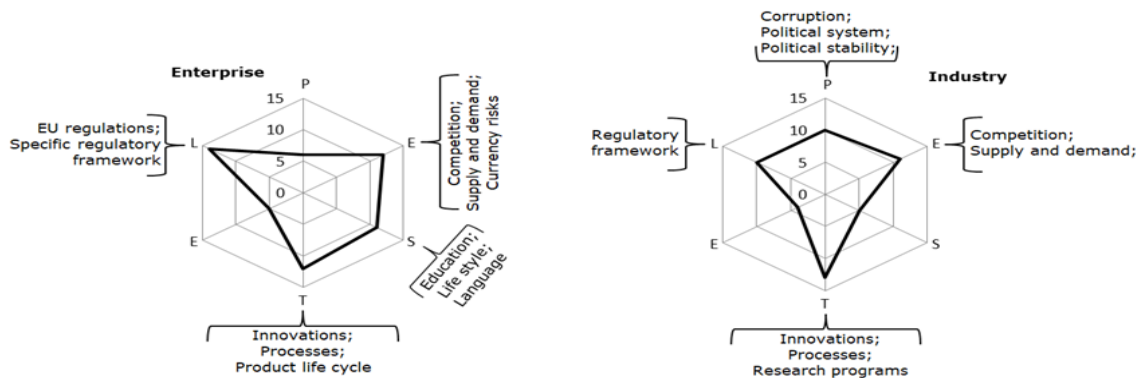 Enterprise
P
15
10
5
0
L
E
E
S
T
EU regulations;
Specific regulatory
framework
Competition;
Supply and demand;
Currency risks
Education;
Life style;
Language
Innovations;
Processes;
Product life cycle
Corruption;
Political system;
Political stability;
Industry
P
15
10
5
0
L
E
E
S
T
Regulatory
framework
Competition;
Supply and demand;
Innovations;
Processes;
Research programs